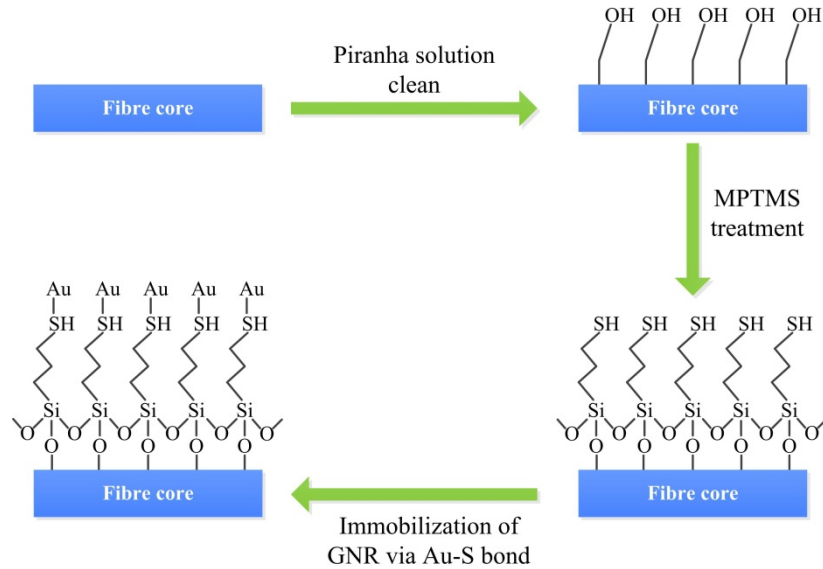 OH OH OH OH OH
Piranha solution
clean
Fibre core
Fibre core
MPTMS
treatment
Au Au Au Au Au
SH SH SH SH SH
Si Si Si Si Si
O O O O O O
O O O O O
Fibre core
SH SH SH SH SH
Si Si Si Si Si
O O O O O O
O O O O O
Fibre core
Immobilization of
GNR via Au-S bond